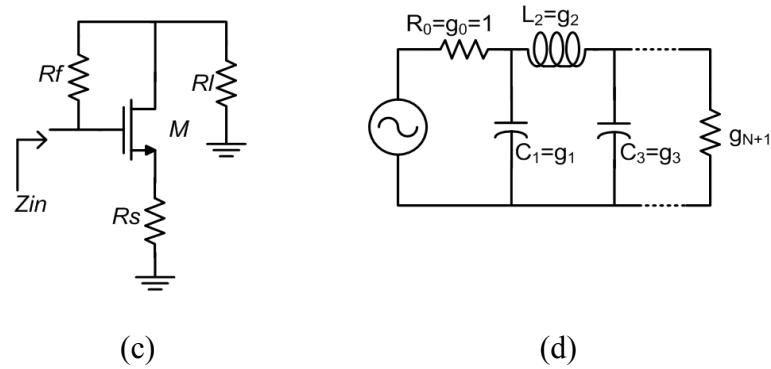 Rf
Rl
M
Zin
Rs
(c)
R₀=g₀=1
L₂=g₂
C₁=g₁
C₃=g₃
gN+1
(d)